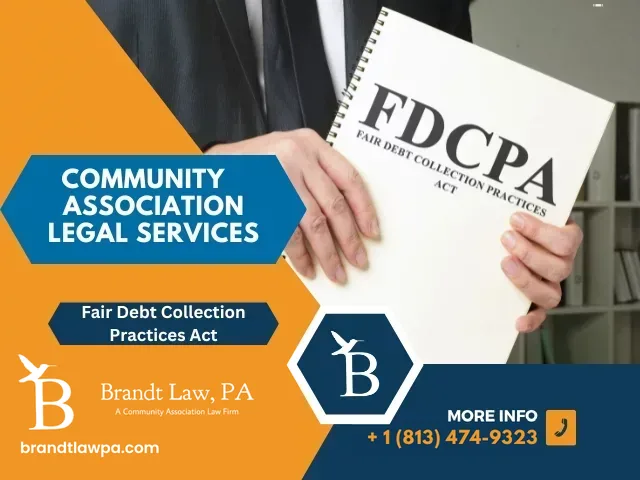 FDCPA
FAIR DEBT COLLECTION PRACTICES
ACT
COMMUNITY
ASSOCIATION
LEGAL SERVICES
Fair Debt Collection
Practices Act
B
Brandt Law, PA
A Community Association Law Firm
brandtlawpa.com
B
MORE INFO
+ 1 (813) 474-9323